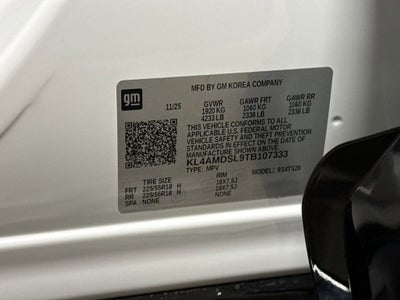 MFD BY GM KOREA COMPANY
gm
11/25 GVWR GAWR FRT GAWR RR
1920 KG 1060 KG 1060 KG
4233 LB 2336 LB 2336 LB
THIS VEHICLE CONFORMS TO ALL
APPLICABLE U.S. FEDERAL MOTOR
VEHICLE SAFETY AND THEFT
PREVENTION STANDARDS IN EFFECT
ON THE DATE OF
MANUFACTURE SHOWN ABOVE.
KL4AMDSL9TB107333
TYPE: MPV MODEL:
TIRE SIZE RIM
FRT 225/55R18 H 18X7.5J
RR 225/55R18 H 18X7.5J
SPA NONE NONE